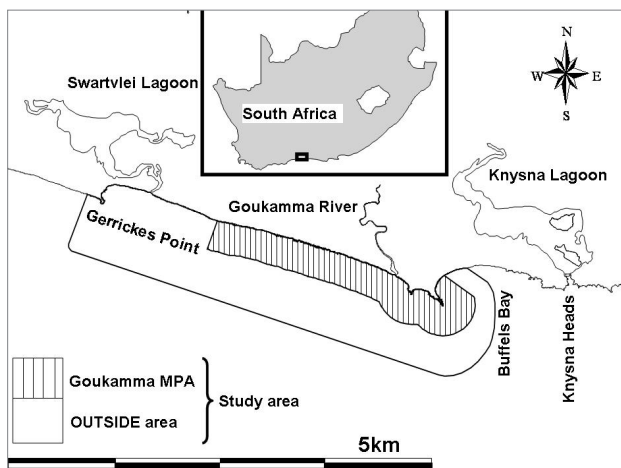 Swartvlei Lagoon
South Africa
N
W E
S
Knysna Lagoon
Goukamma River
Gerrickes Point
Buffels Bay
Knysna Heads
Goukamma MPA
OUTSIDE area
Study area
5km